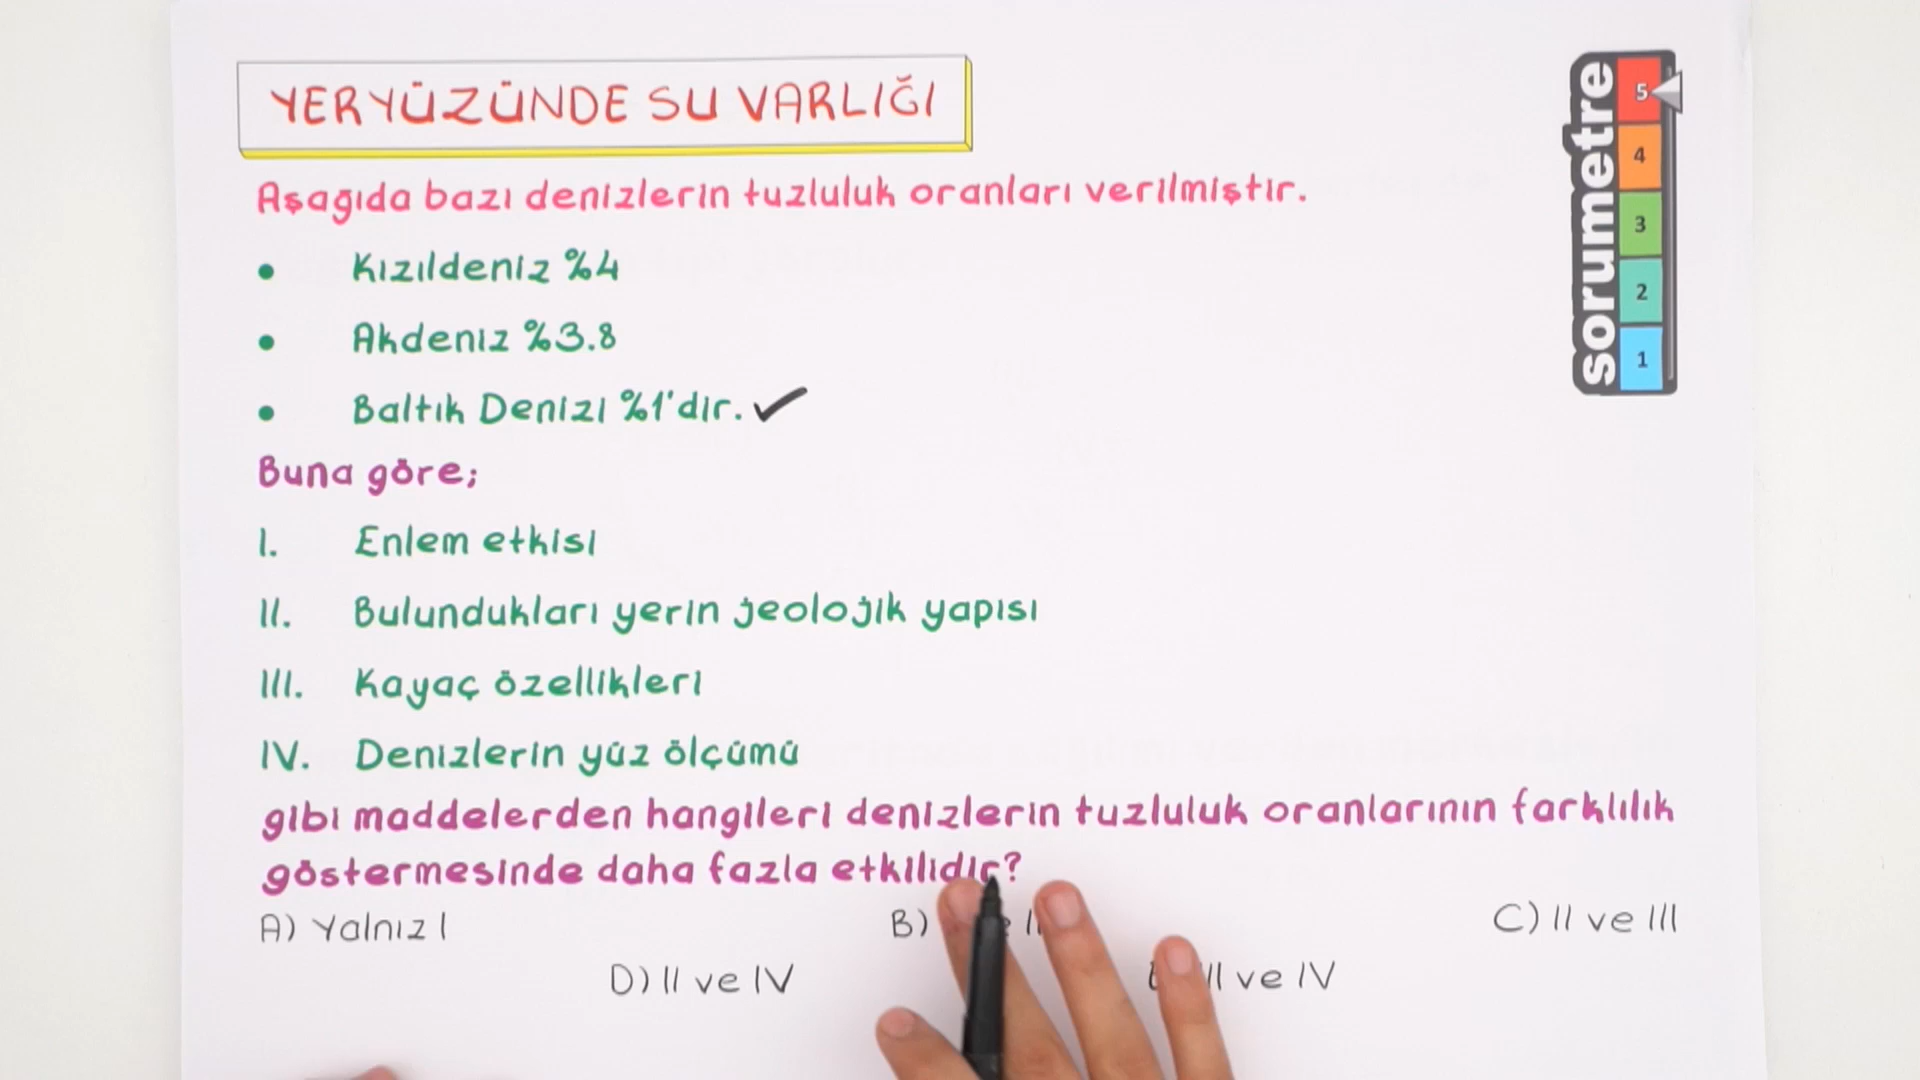 YERYÜZÜNDE SU VARLIĞI
sorumetre
5
4
3
2
1
Aşağıda bazı denizlerin tuzluluk oranları verilmiştir.
• Kızıldeniz %4
• Akdeniz %3.8
• Baltık Denizi %1'dir.
Buna göre;
I. Enlem etkisi
II. Bulundukları yerin jeolojik yapısı
III. Kayaç özellikleri
IV. Denizlerin yüz ölçümü
gibi maddelerden hangileri denizlerin tuzluluk oranlarının farklılık
göstermesinde daha fazla etkilidir?
A) Yalnız I
B)
C) II ve III
D) II ve IV
ve IV